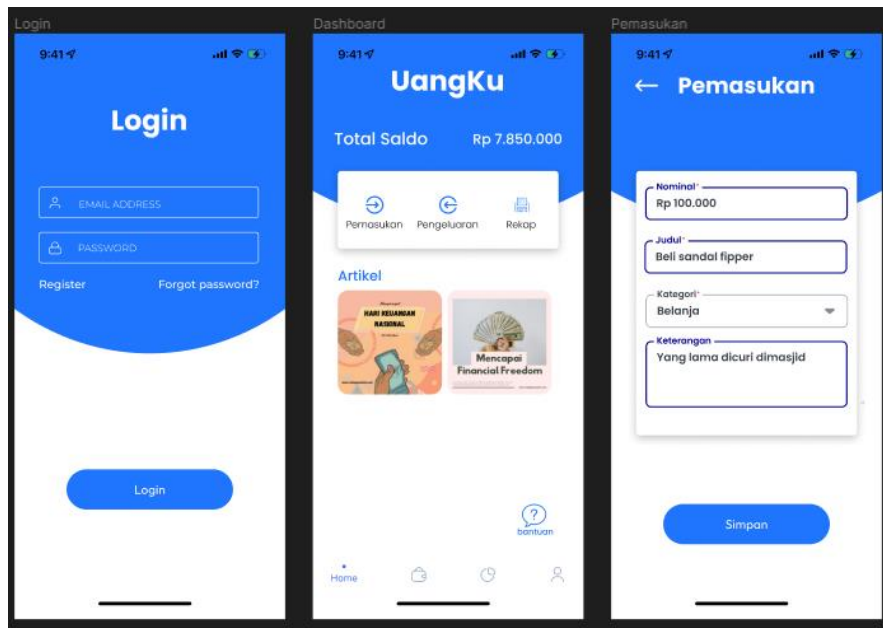 Login
9:41
Login
EMAIL ADDRESS
PASSWORD
Register
Forgot password?
Login
Dashboard
9:41
UangKu
Total Saldo
Rp 7.850.000
Pemasukan
Pengeluaran
Rekap
Artikel
HARI KEUANGAN
NASIONAL
Mencapai
Financial Freedom
bantuan
Home
Pemasukan
9:41
← Pemasukan
Nominal*
Rp 100.000
Judul*
Beli sandal fipper
Kategori*
Belanja
Keterangan
Yang lama dicuri dimasjid
Simpan